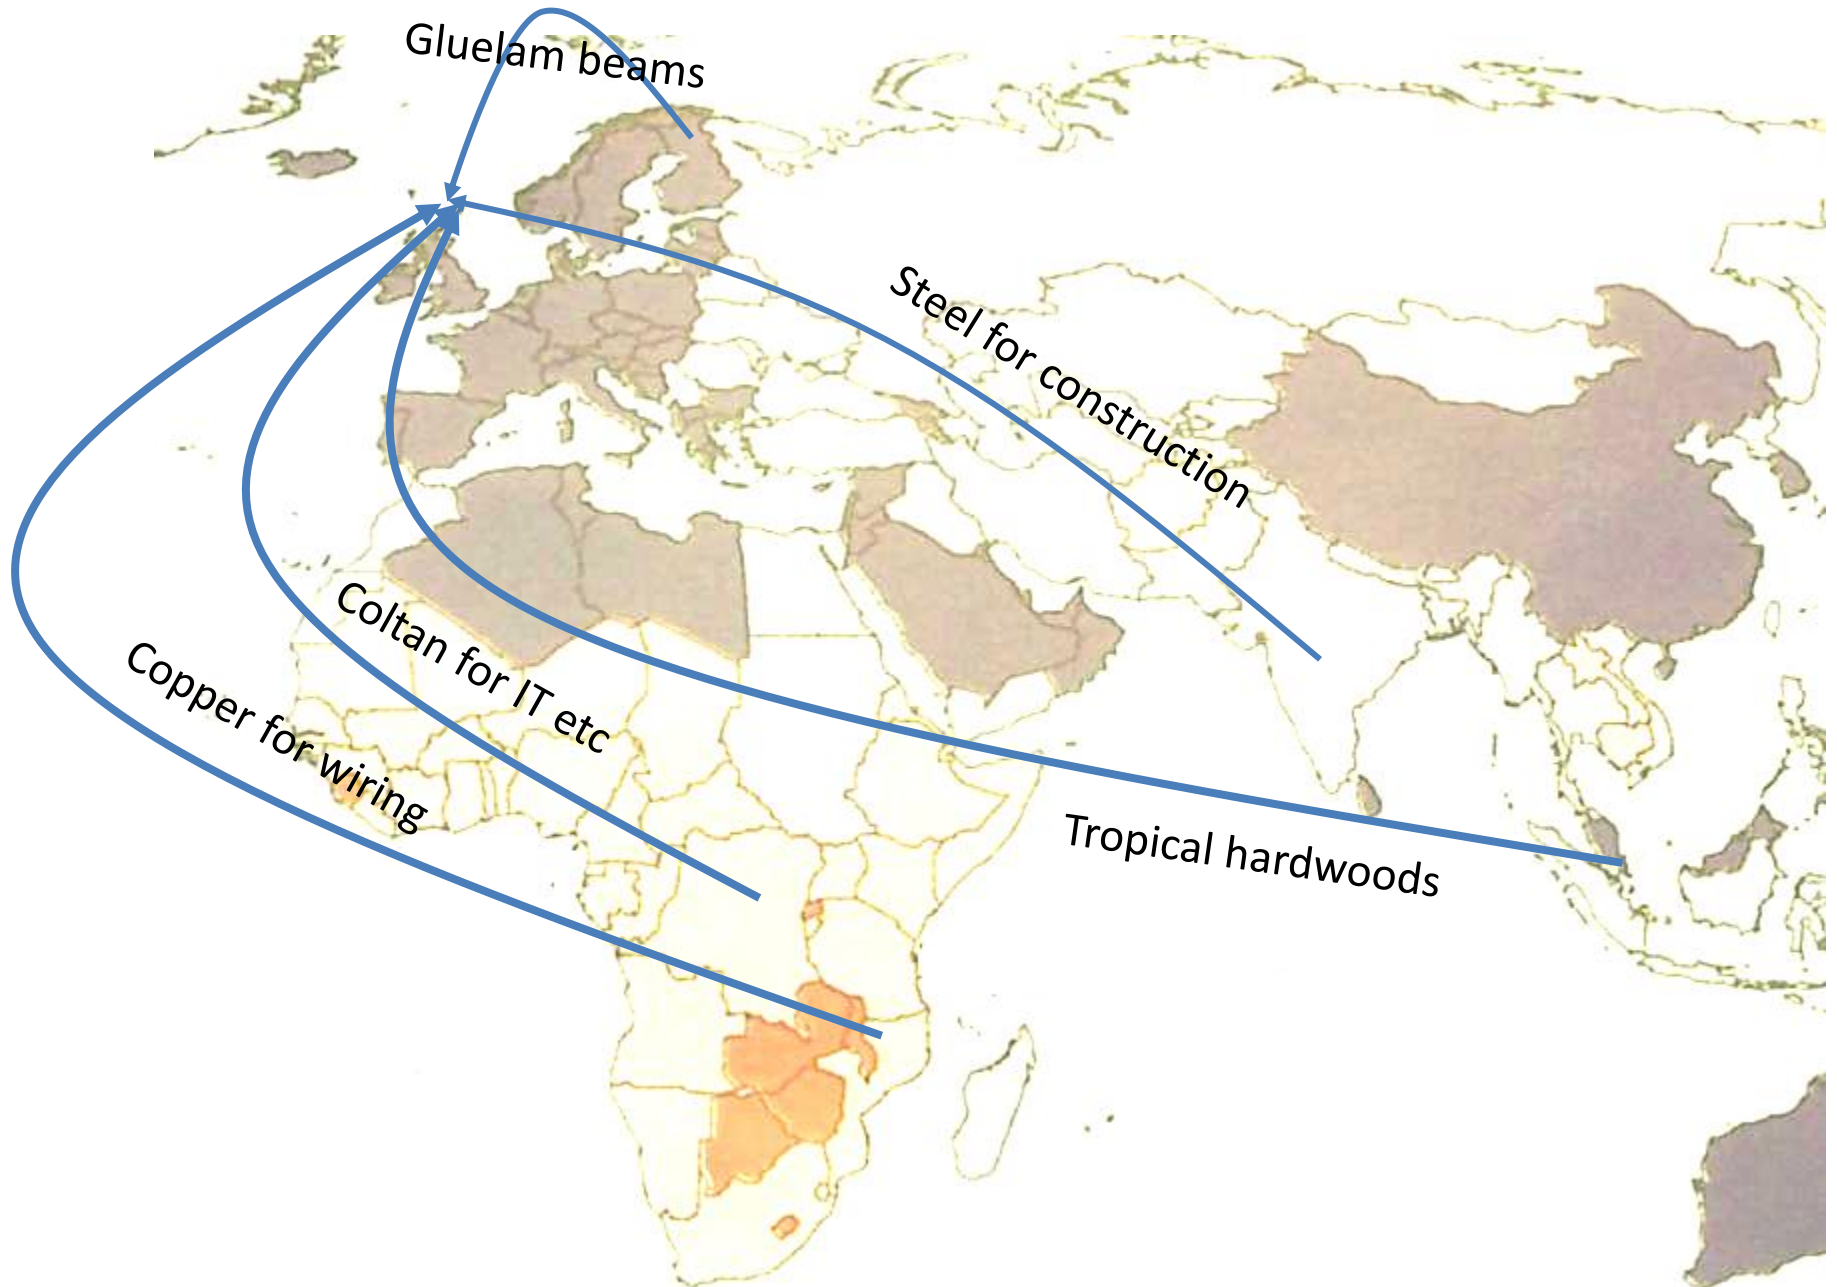 Gluelam beams
Steel for construction
Coltan for IT etc
Copper for wiring
Tropical hardwoods